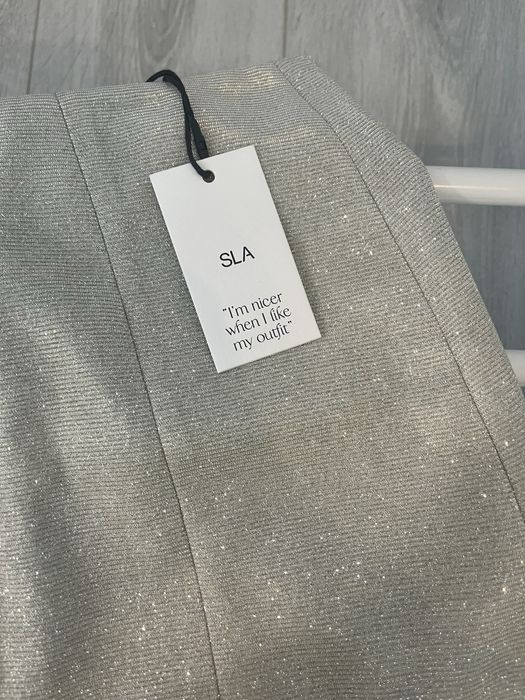 SLA
"I'm nicer
when I like
my outfit"